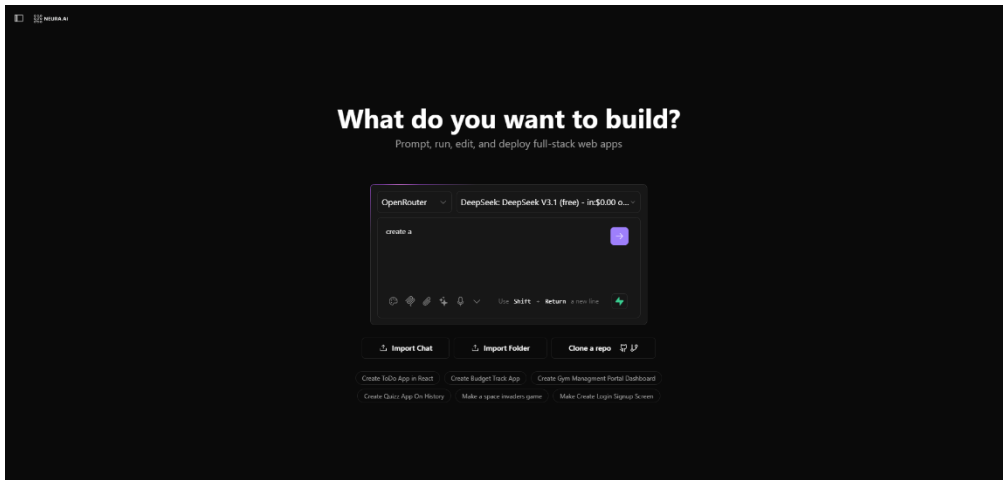 NEURA.AI
What do you want to build?
Prompt, run, edit, and deploy full-stack web apps
OpenRouter DeepSeek: DeepSeek V3.1 (free) - in:$0.00 o...
create a
Use Shift + Return a new line
Import Chat Import Folder Clone a repo
Create ToDo App in React Create Budget Track App Create Gym Managment Portal Dashboard
Create Quizz App On History Make a space invaders game Make Create Login Signup Screen